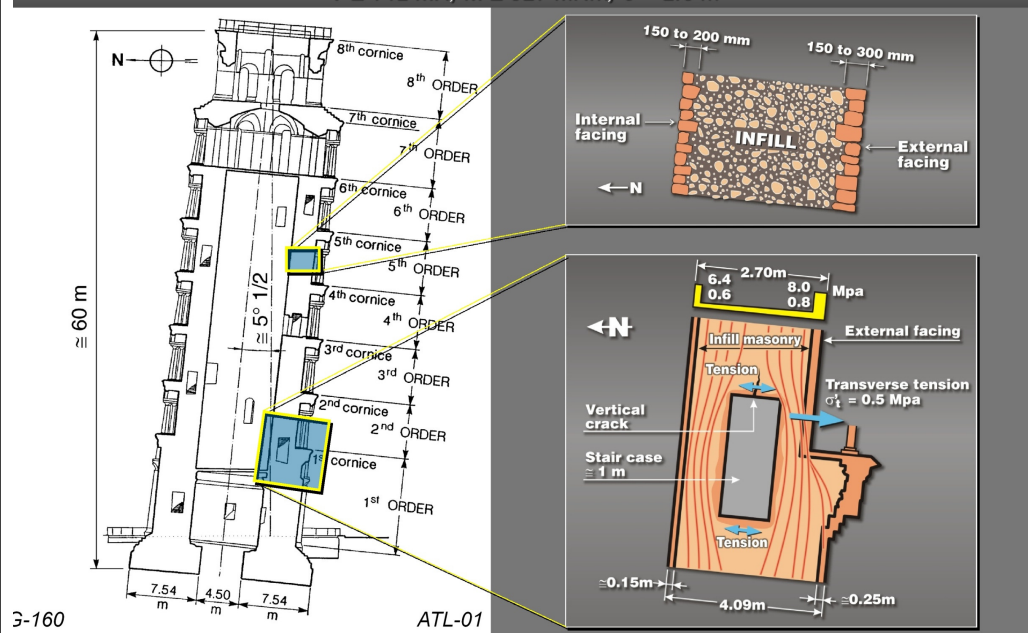 N
8th cornice
8th ORDER
7th cornice
7th ORDER
6th cornice
6th ORDER
5th cornice
5th ORDER
4th cornice
4th ORDER
3rd cornice
3rd ORDER
2nd cornice
2nd ORDER
1st cornice
1st ORDER
≅ 60 m
≅ 5° 1/2
7.54 m
4.50 m
7.54 m
G-160
ATL-01
150 to 200 mm
150 to 300 mm
Internal facing
INFILL
External facing
N
2.70m
6.4
0.6
8.0
0.8
Mpa
N
External facing
Infill masonry
Tension
Transverse tension
σ't = 0.5 Mpa
Vertical crack
Stair case
≅ 1 m
Tension
≅0.15m
4.09m
≅0.25m